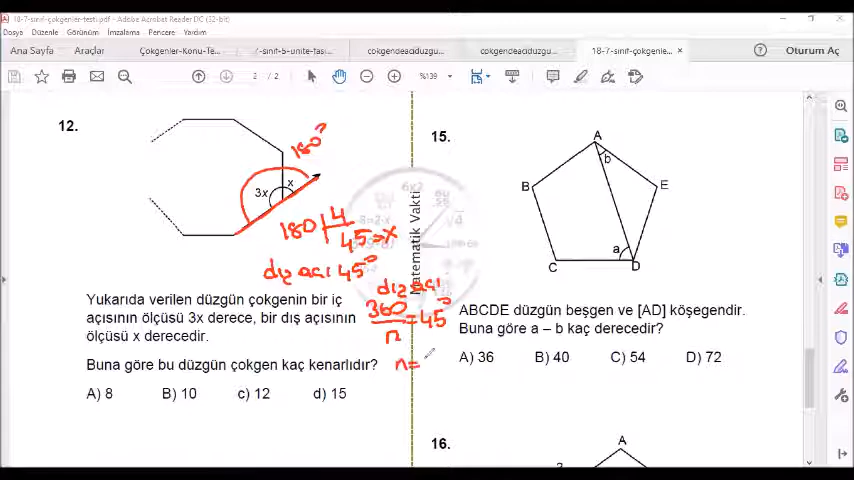 18-7-sınıf-çokgenler-testi.pdf - Adobe Acrobat Reader DC (32-bit)
Dosya Düzenle Görünüm İmzalama Pencere Yardım
Ana Sayfa Araçlar Çokgenler-Konu-Te... 7-sinif-5-unite-fasi... cokgendeaciduzgu... cokgendeaciduzgu... 18-7-sınıf-çokgenle... × Oturum Aç
2 / 2 %139
12.
180°
3x x
180 4
45=x
dış açı 45°
dış açı
360/n = 45°
n=
Yukarıda verilen düzgün çokgenin bir iç
açısının ölçüsü 3x derece, bir dış açısının
ölçüsü x derecedir.
Buna göre bu düzgün çokgen kaç kenarlıdır?
A) 8 B) 10 c) 12 d) 15
Matematik Vakti
15.
A
b
B E
a
C D
ABCDE düzgün beşgen ve [AD] köşegendir.
Buna göre a – b kaç derecedir?
A) 36 B) 40 C) 54 D) 72
16.
A